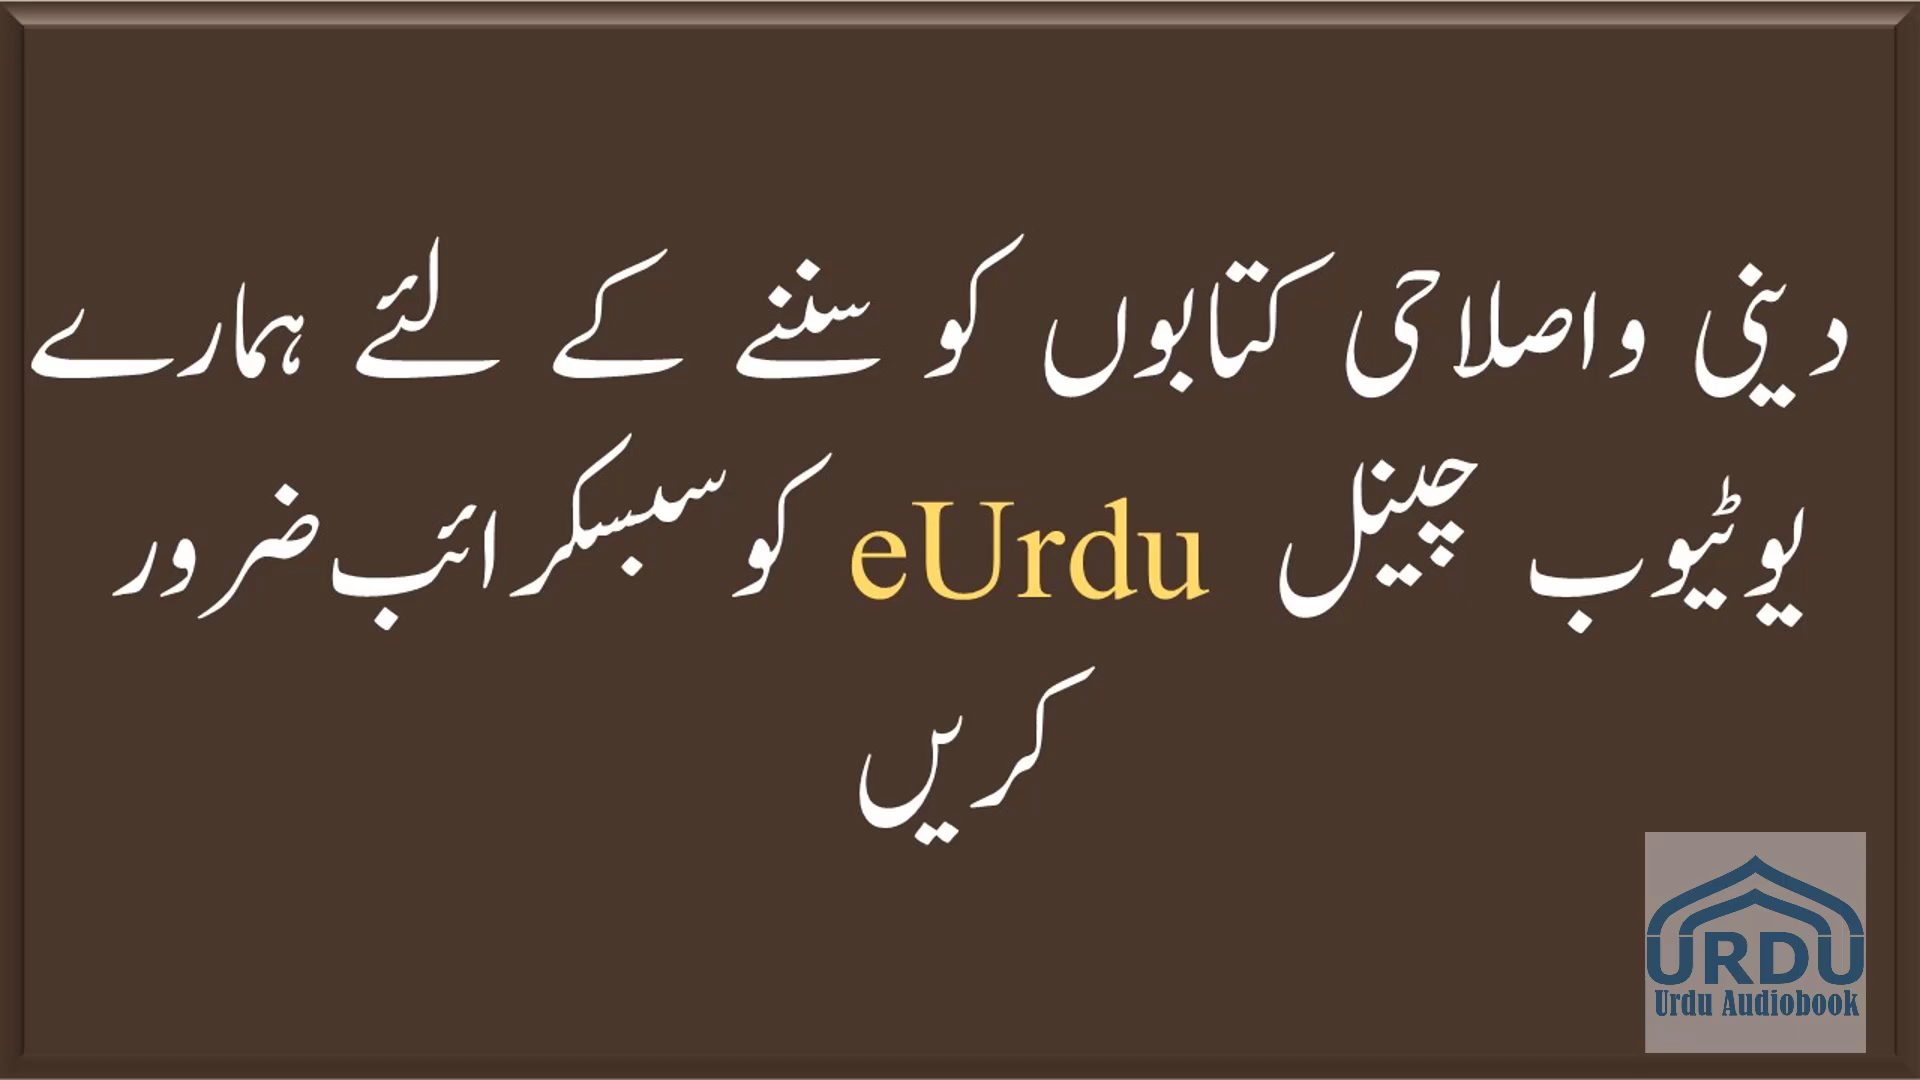 دینی واصلاحی کتابوں کو سننے کے لئے ہمارے
یوٹیوب چینل eUrdu کو سبسکرائب ضرور
کریں
URDU
Urdu Audiobook